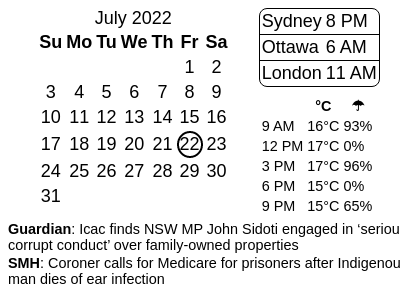 July 2022
Su Mo Tu We Th Fr Sa
1 2
3 4 5 6 7 8 9
10 11 12 13 14 15 16
17 18 19 20 21 22 23
24 25 26 27 28 29 30
31
Sydney 8 PM
Ottawa 6 AM
London 11 AM
°C ☂
9 AM 16°C 93%
12 PM 17°C 0%
3 PM 17°C 96%
6 PM 15°C 0%
9 PM 15°C 65%
Guardian: Icac finds NSW MP John Sidoti engaged in ‘seriou
corrupt conduct’ over family-owned properties
SMH: Coroner calls for Medicare for prisoners after Indigenou
man dies of ear infection